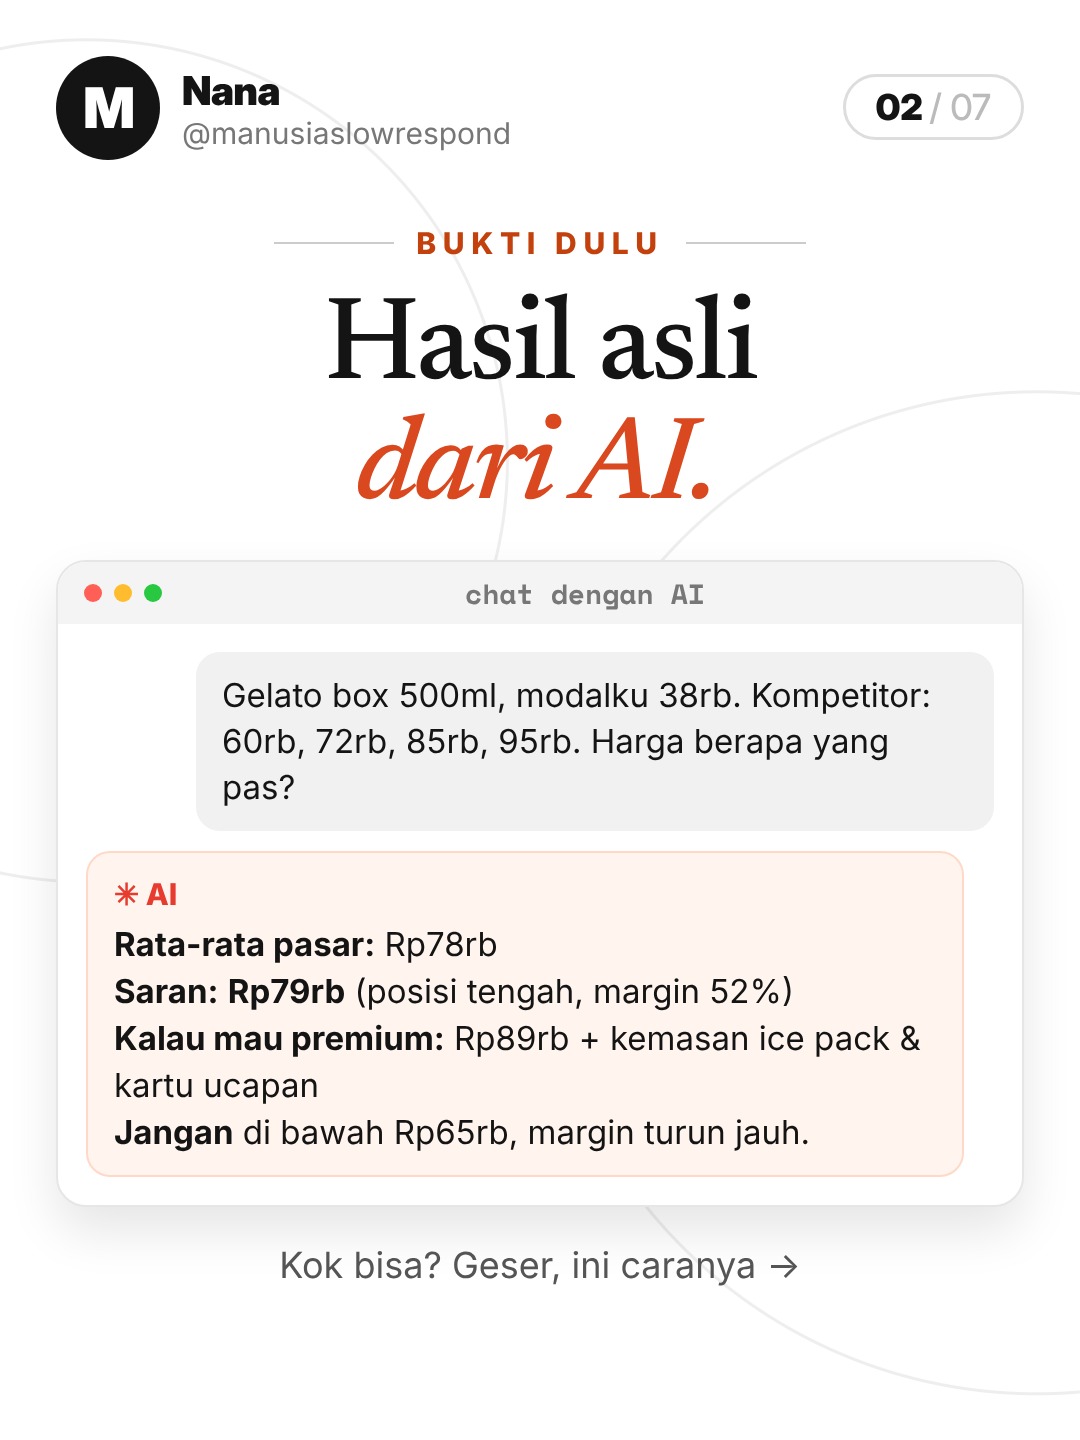 M
Nana
@manusiaslowrespond
02 / 07
BUKTI DULU
Hasil asli
dari AI.
chat dengan AI
Gelato box 500ml, modalku 38rb. Kompetitor:
60rb, 72rb, 85rb, 95rb. Harga berapa yang
pas?
✳ AI
Rata-rata pasar: Rp78rb
Saran: Rp79rb (posisi tengah, margin 52%)
Kalau mau premium: Rp89rb + kemasan ice pack &
kartu ucapan
Jangan di bawah Rp65rb, margin turun jauh.
Kok bisa? Geser, ini caranya →